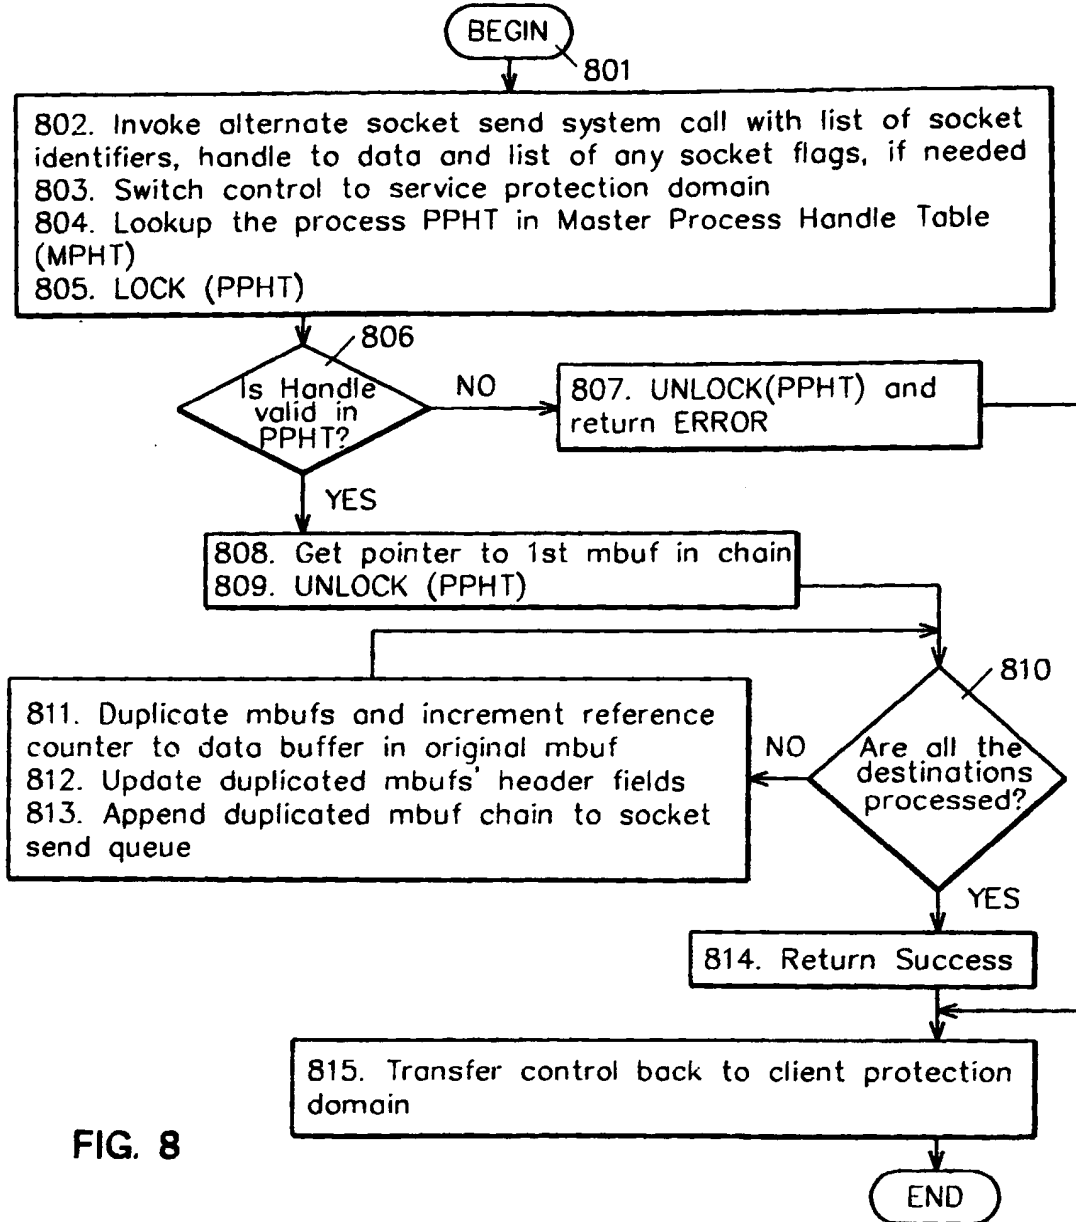 BEGIN
801
802. Invoke alternate socket send system call with list of socket
identifiers, handle to data and list of any socket flags, if needed
803. Switch control to service protection domain
804. Lookup the process PPHT in Master Process Handle Table
(MPHT)
805. LOCK (PPHT)
806
Is Handle
valid in
PPHT?
NO
807. UNLOCK(PPHT) and
return ERROR
YES
808. Get pointer to 1st mbuf in chain
809. UNLOCK (PPHT)
810
811. Duplicate mbufs and increment reference
counter to data buffer in original mbuf
812. Update duplicated mbufs' header fields
813. Append duplicated mbuf chain to socket
send queue
NO
Are all the
destinations
processed?
YES
814. Return Success
815. Transfer control back to client protection
domain
FIG. 8
END